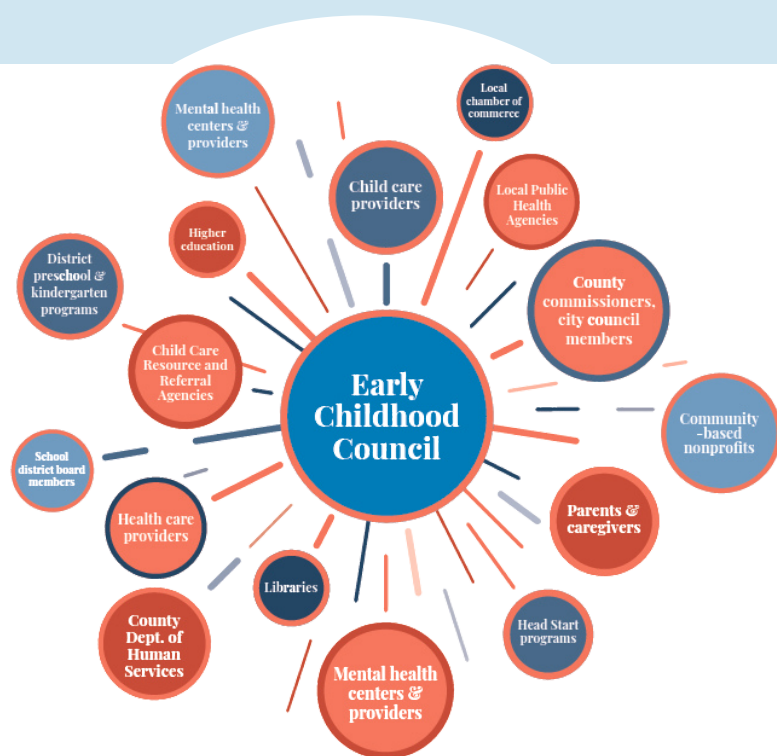 Local
chamber of
commerce
Mental health
centers &
providers
Child care
providers
Local Public
Health
Agencies
Higher
education
District
preschool &
kindergarten
programs
County
commissioners,
city council
members
Child Care
Resource and
Referral
Agencies
Early
Childhood
Council
Community
-based
nonprofits
School
district board
members
Parents &
caregivers
Health care
providers
Libraries
Head Start
programs
County
Dept. of
Human
Services
Mental health
centers &
providers